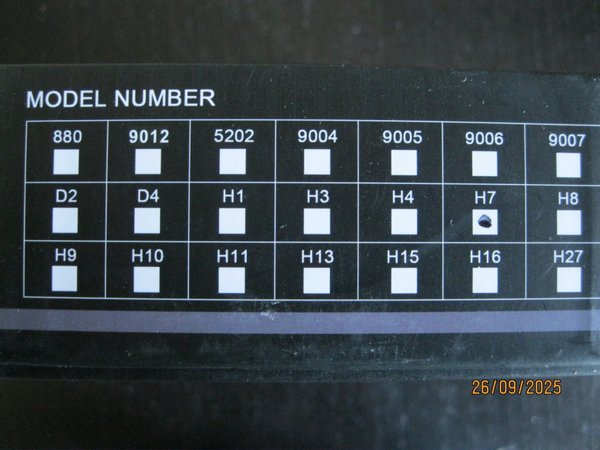 MODEL NUMBER
880 9012 5202 9004 9005 9006 9007
D2 D4 H1 H3 H4 H7 H8
H9 H10 H11 H13 H15 H16 H27
26/09/2025